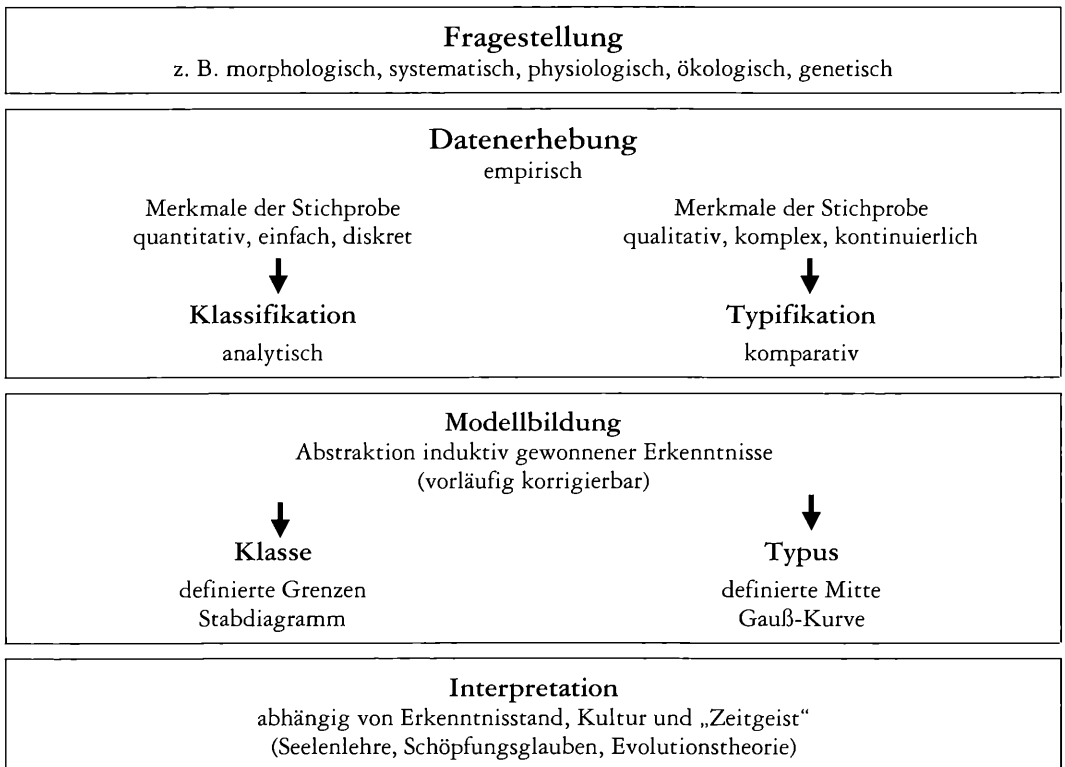 Fragestellung
z. B. morphologisch, systematisch, physiologisch, ökologisch, genetisch
Datenerhebung
empirisch
Merkmale der Stichprobe
quantitativ, einfach, diskret
Klassifikation
analytisch
Merkmale der Stichprobe
qualitativ, komplex, kontinuierlich
Typifikation
komparativ
Modellbildung
Abstraktion induktiv gewonnener Erkenntnisse
(vorläufig korrigierbar)
Klasse
definierte Grenzen
Stabdiagramm
Typus
definierte Mitte
Gauß-Kurve
Interpretation
abhängig von Erkenntnisstand, Kultur und „Zeitgeist“
(Seelenlehre, Schöpfungsglauben, Evolutionstheorie)